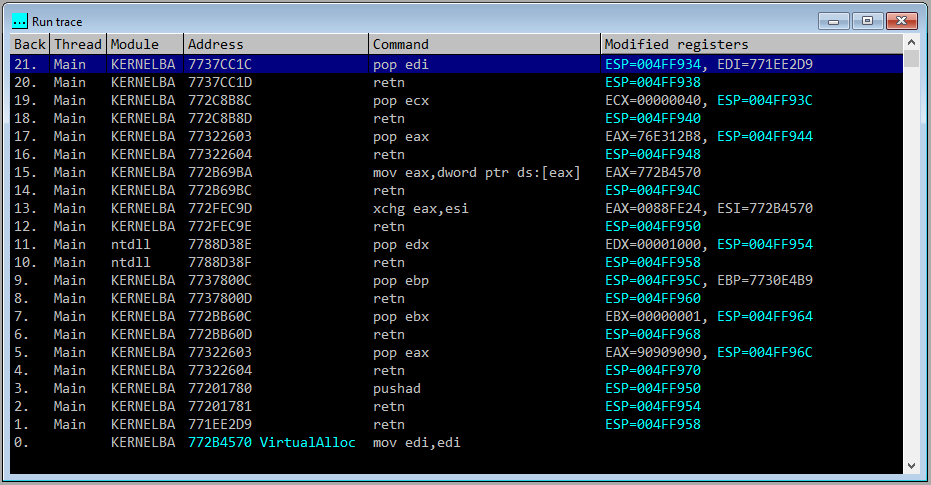 ... Run trace
Back Thread Module Address Command Modified registers
21. Main KERNELBA 7737CC1C pop edi ESP=004FF934, EDI=771EE2D9
20. Main KERNELBA 7737CC1D retn ESP=004FF938
19. Main KERNELBA 772C8B8C pop ecx ECX=00000040, ESP=004FF93C
18. Main KERNELBA 772C8B8D retn ESP=004FF940
17. Main KERNELBA 77322603 pop eax EAX=76E312B8, ESP=004FF944
16. Main KERNELBA 77322604 retn ESP=004FF948
15. Main KERNELBA 772B69BA mov eax,dword ptr ds:[eax] EAX=772B4570
14. Main KERNELBA 772B69BC retn ESP=004FF94C
13. Main KERNELBA 772FEC9D xchg eax,esi EAX=0088FE24, ESI=772B4570
12. Main KERNELBA 772FEC9E retn ESP=004FF950
11. Main ntdll 7788D38E pop edx EDX=00001000, ESP=004FF954
10. Main ntdll 7788D38F retn ESP=004FF958
9. Main KERNELBA 7737800C pop ebp ESP=004FF95C, EBP=7730E4B9
8. Main KERNELBA 7737800D retn ESP=004FF960
7. Main KERNELBA 772BB60C pop ebx EBX=00000001, ESP=004FF964
6. Main KERNELBA 772BB60D retn ESP=004FF968
5. Main KERNELBA 77322603 pop eax EAX=90909090, ESP=004FF96C
4. Main KERNELBA 77322604 retn ESP=004FF970
3. Main KERNELBA 77201780 pushad ESP=004FF950
2. Main KERNELBA 77201781 retn ESP=004FF954
1. Main KERNELBA 771EE2D9 retn ESP=004FF958
0. KERNELBA 772B4570 VirtualAlloc mov edi,edi